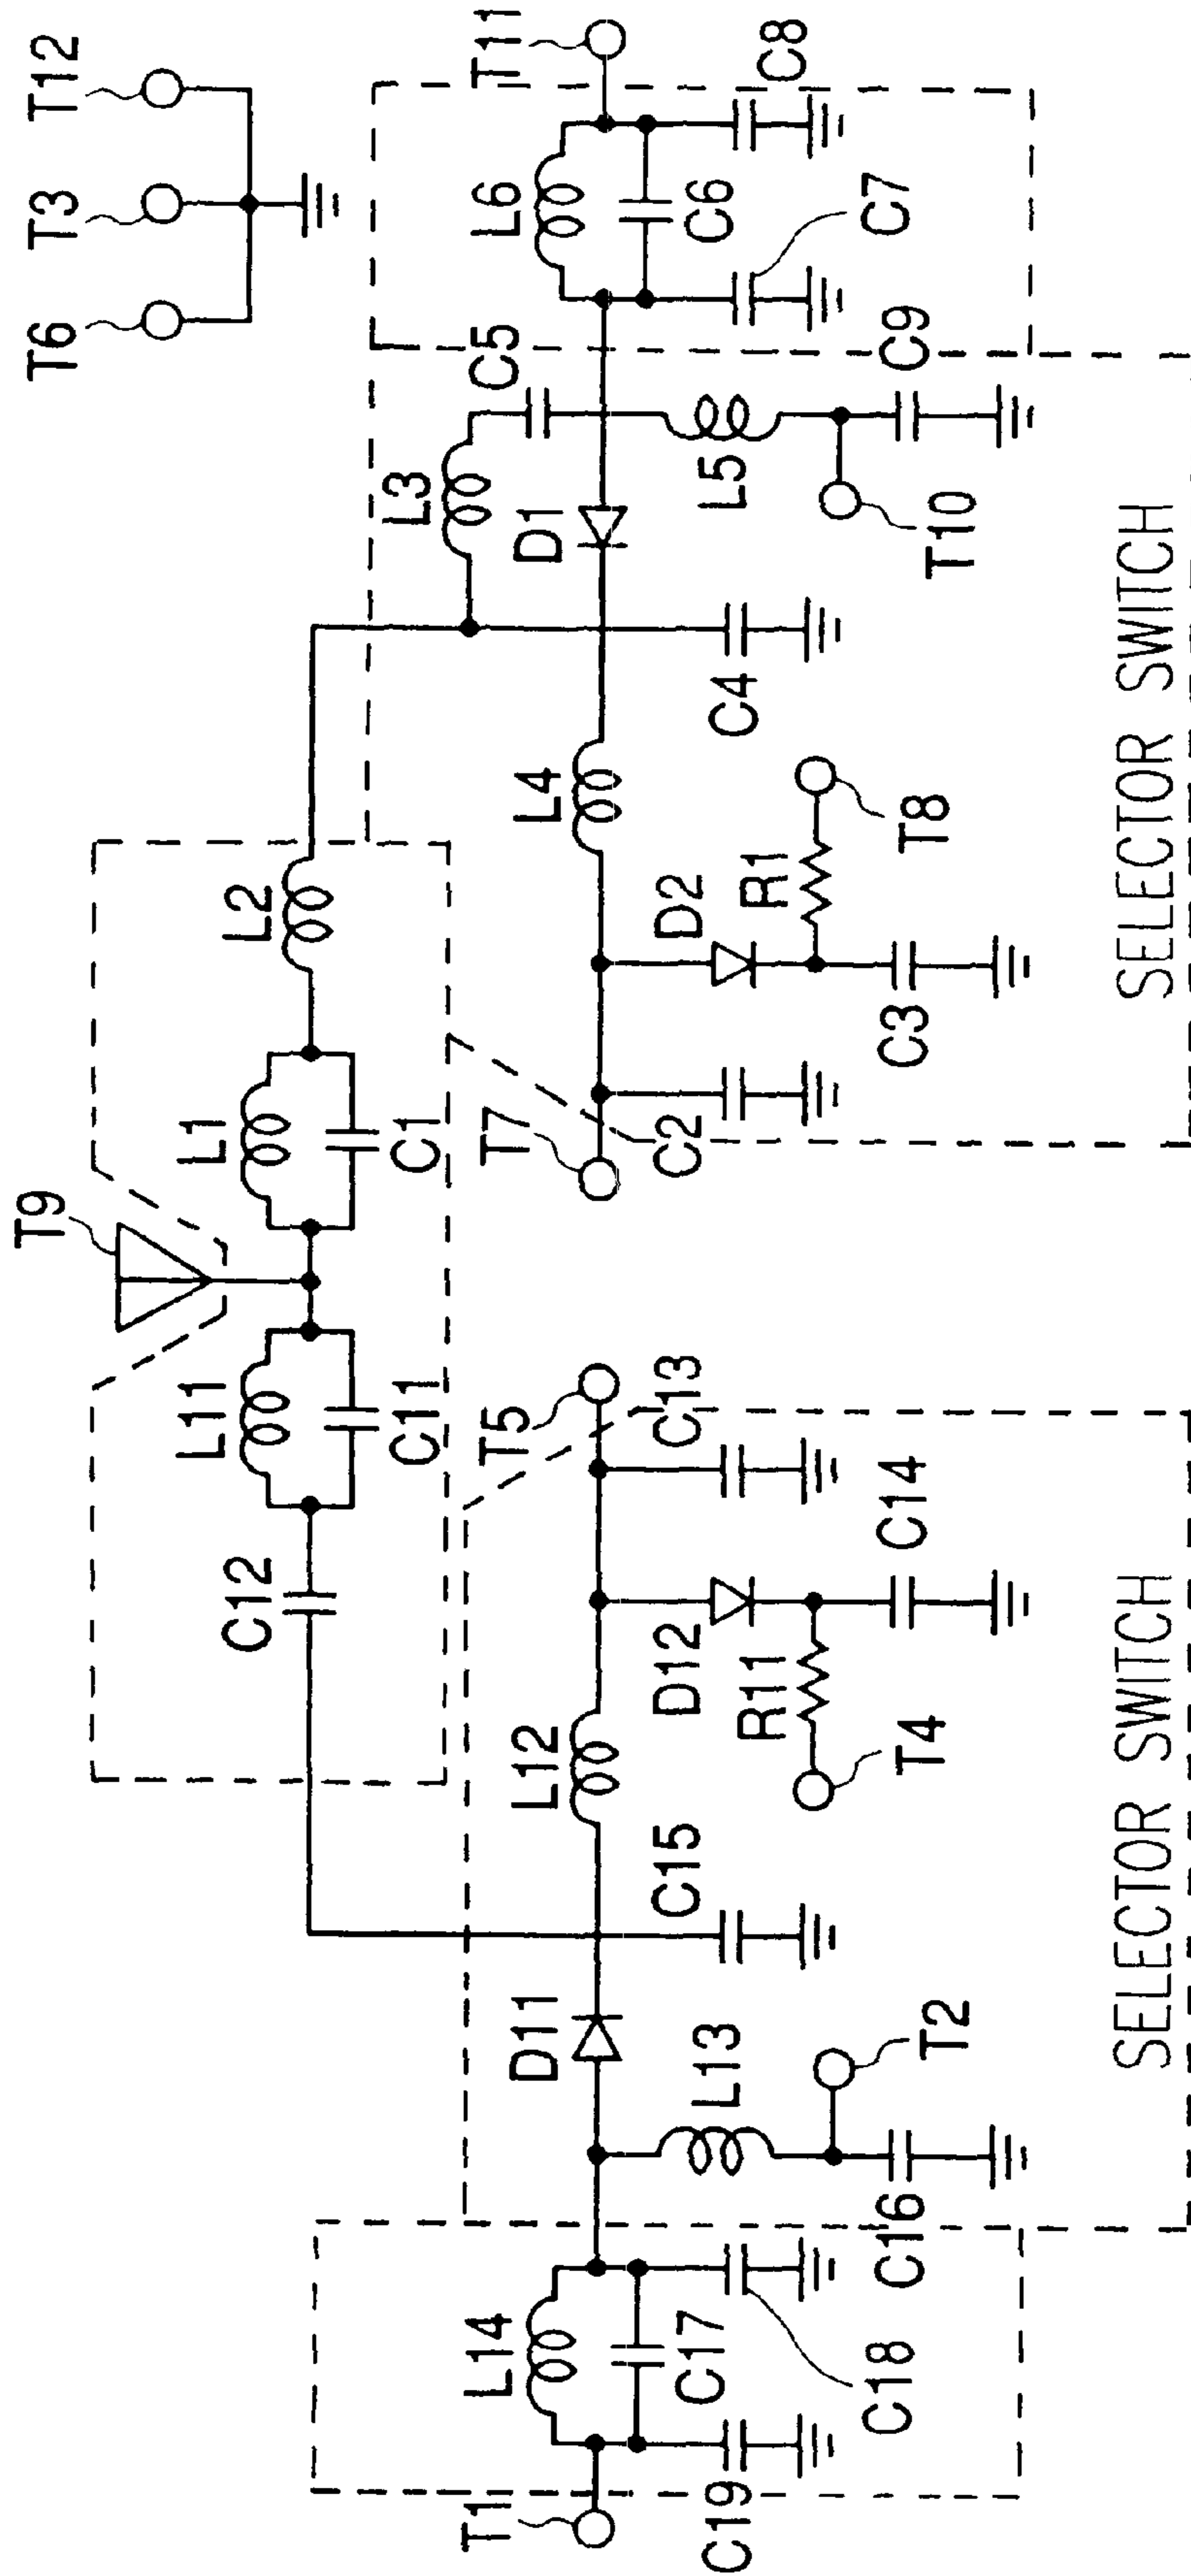 T9
T6
T3
T12
L11
L1
L2
C12
C11
C1
L3
C5
L6
T11
L14
D11
L12
T5
T7
L4
D1
C6
C8
T1
C17
L13
C15
D12
C13
C2
D2
C4
L5
C7
C19
C18
C16
T2
T4
R11
C14
C3
R1
T8
T10
C9
SELECTOR SWITCH
SELECTOR SWITCH